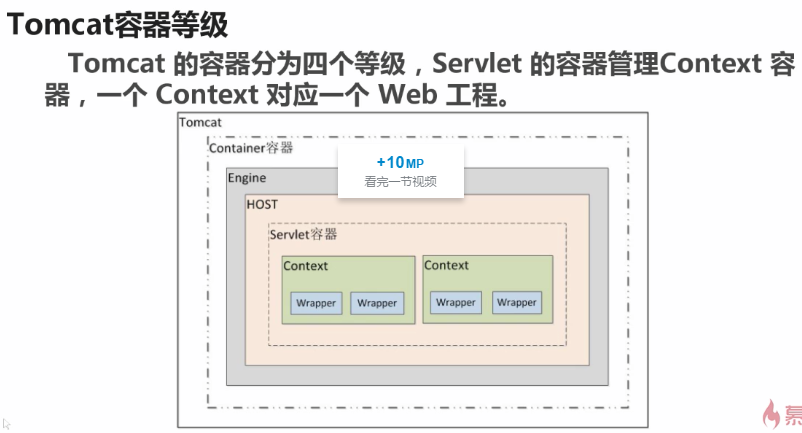 Tomcat容器等级
Tomcat 的容器分为四个等级，Servlet 的容器管理Context 容
器，一个 Context 对应一个 Web 工程。
Tomcat
Container容器
+10 MP
看完一节视频
Engine
HOST
Servlet容器
Context
Context
Wrapper
Wrapper
Wrapper
Wrapper
慕